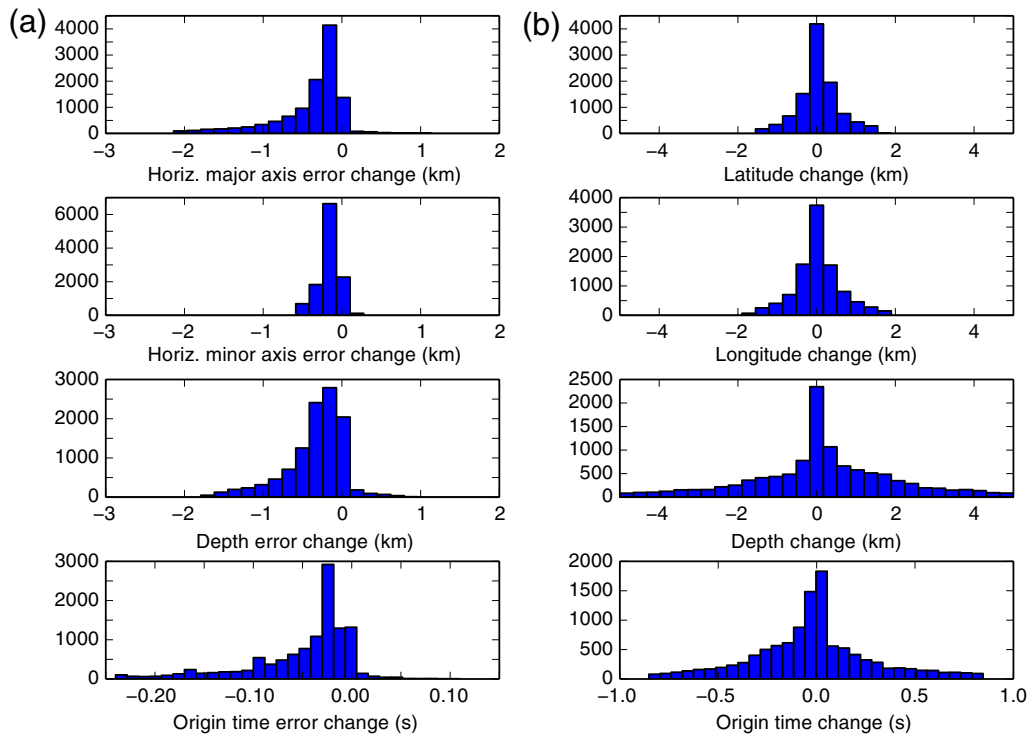 (a)
4000
3000
2000
1000
0
−3 −2 −1 0 1 2
Horiz. major axis error change (km)
6000
4000
2000
0
−3 −2 −1 0 1 2
Horiz. minor axis error change (km)
3000
2000
1000
0
−3 −2 −1 0 1 2
Depth error change (km)
3000
2000
1000
0
−0.20 −0.10 0.00 0.10
Origin time error change (s)
(b)
4000
3000
2000
1000
0
−4 −2 0 2 4
Latitude change (km)
4000
3000
2000
1000
0
−4 −2 0 2 4
Longitude change (km)
2500
2000
1500
1000
500
0
−4 −2 0 2 4
Depth change (km)
2000
1500
1000
500
0
−1.0 −0.5 0.0 0.5 1.0
Origin time change (s)